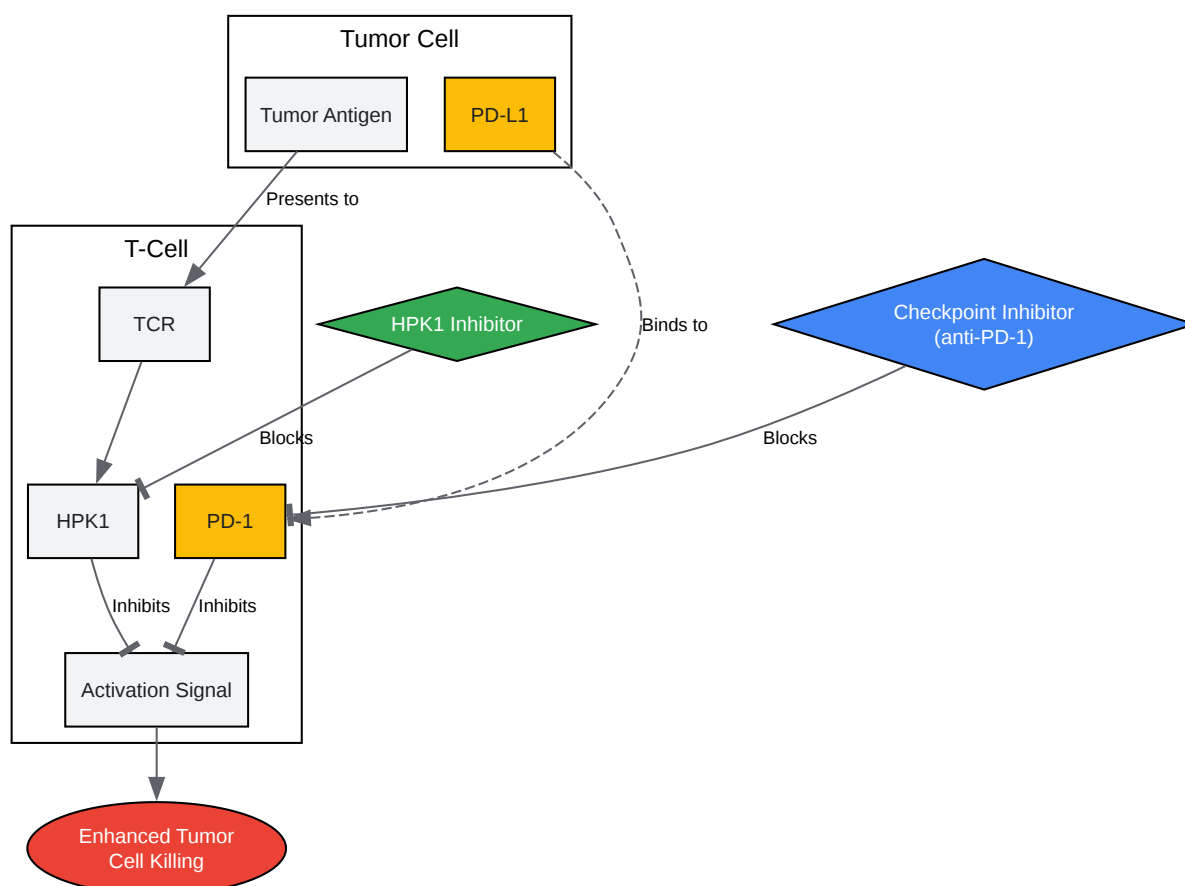 Tumor Cell
Tumor Antigen
PD-L1
Presents to
T-Cell
TCR
HPK1 Inhibitor
Binds to
Checkpoint Inhibitor
(anti-PD-1)
Blocks
Blocks
HPK1
PD-1
Inhibits
Inhibits
Activation Signal
Enhanced Tumor
Cell Killing